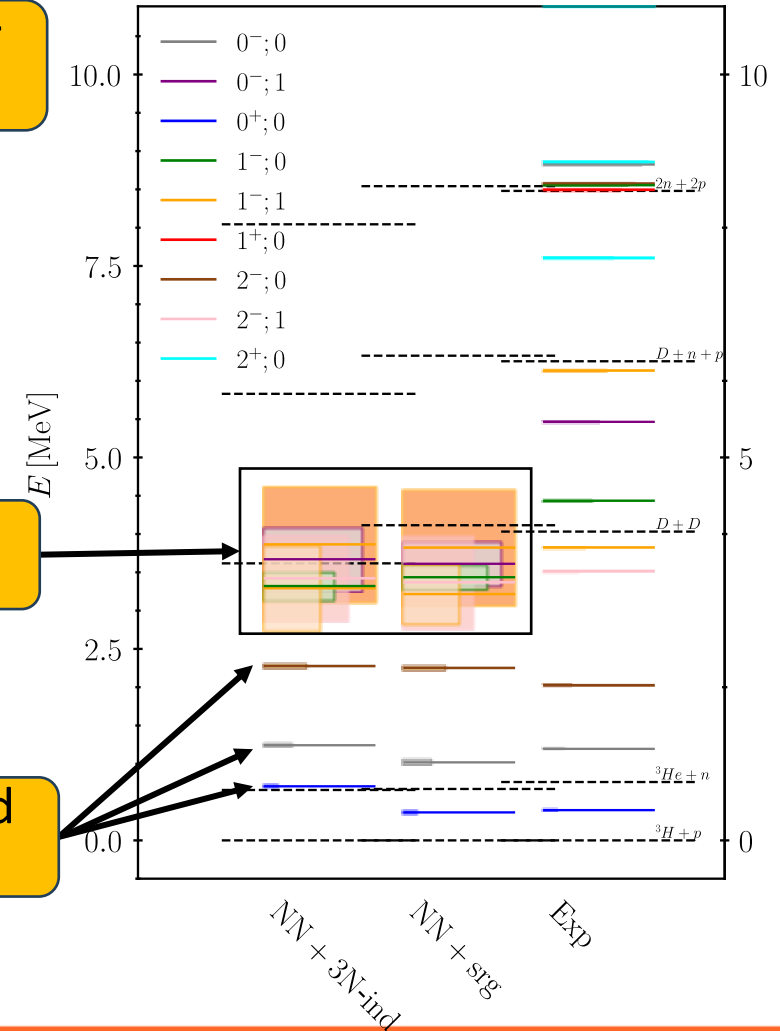 0⁻;0
0⁻;1
0⁺;0
1⁻;0
1⁻;1
1⁺;0
2⁻;0
2⁻;1
2⁺;0
10.0
7.5
5.0
2.5
0.0
E [MeV]
10
5
0
2n + 2p
D + n + p
D + D
³He + n
³H + p
d
NN + 3N-ind
NN + srg
Exp